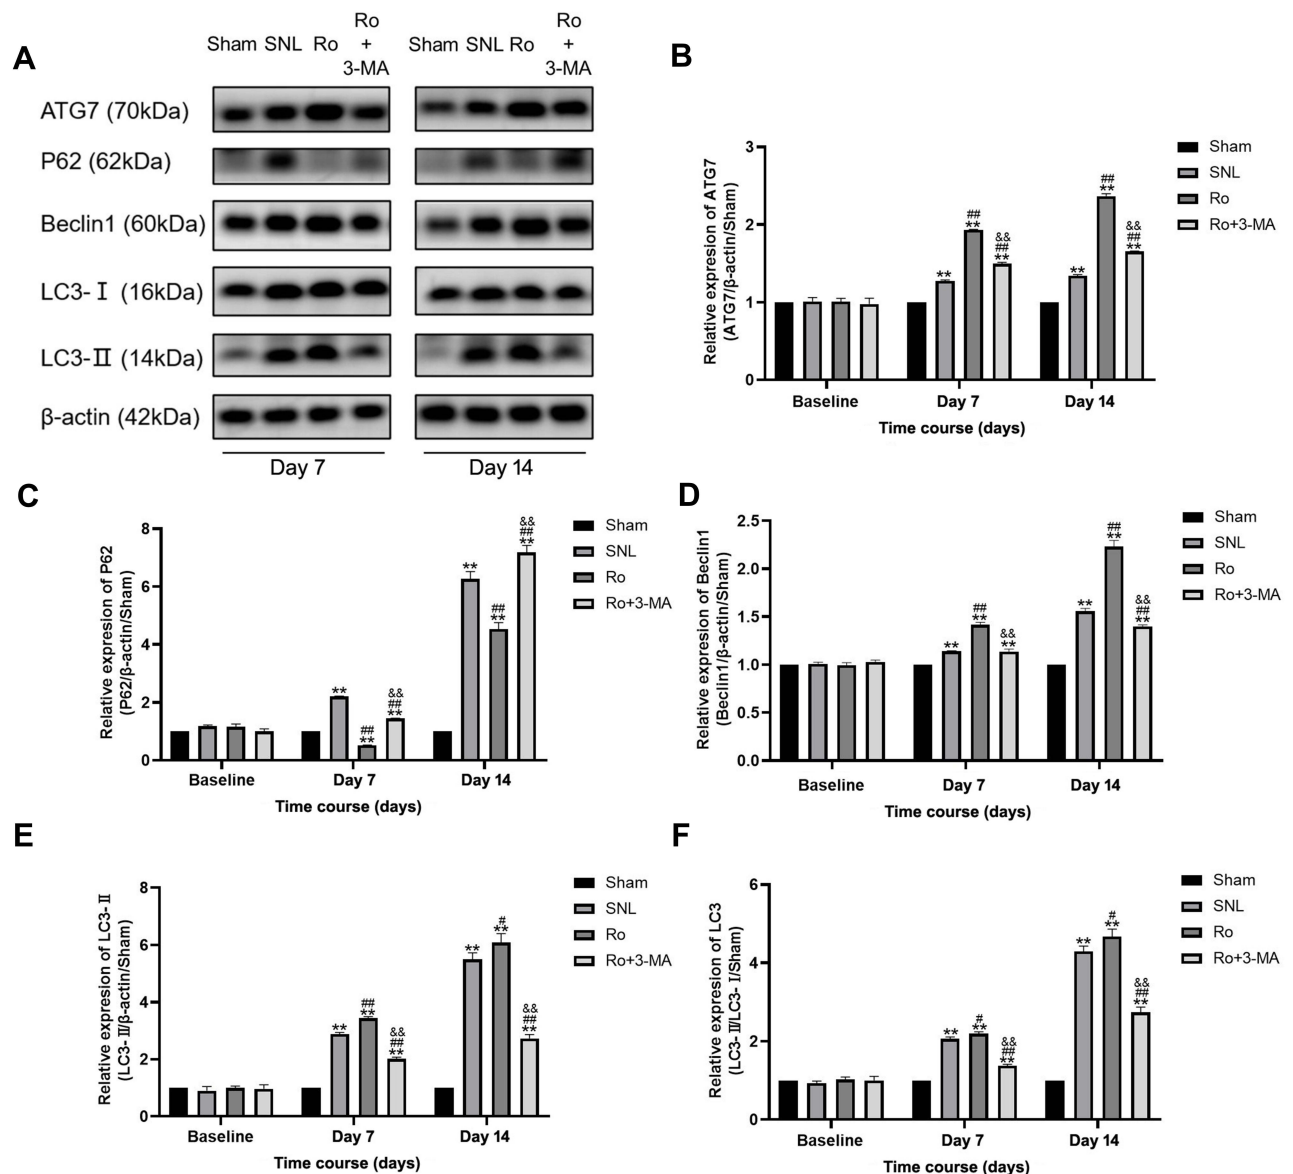 A
Sham SNL Ro Ro + 3-MA Sham SNL Ro Ro + 3-MA
ATG7 (70kDa)
P62 (62kDa)
Beclin1 (60kDa)
LC3-Ⅰ (16kDa)
LC3-Ⅱ (14kDa)
β-actin (42kDa)
Day 7 Day 14
B
Relative expresion of ATG7
(ATG7/β-actin/Sham)
3
2
1
0
** ## ** && ## **
** ## ** && ## **
Baseline Day 7 Day 14
Time course (days)
Sham
SNL
Ro
Ro+3-MA
C
Relative expresion of P62
(P62/β-actin/Sham)
8
6
4
2
0
** ## ** && ## **
** ## ** && ## **
Baseline Day 7 Day 14
Time course (days)
Sham
SNL
Ro
Ro+3-MA
D
Relative expresion of Beclin1
(Beclin1/β-actin/Sham)
2.5
2.0
1.5
1.0
0.5
0.0
** ## ** && **
** ## ** && ## **
Baseline Day 7 Day 14
Time course (days)
Sham
SNL
Ro
Ro+3-MA
E
Relative expresion of LC3-Ⅱ
(LC3-Ⅱ/β-actin/Sham)
8
6
4
2
0
** ## ** && ## **
** # ** && ## **
Baseline Day 7 Day 14
Time course (days)
Sham
SNL
Ro
Ro+3-MA
F
Relative expresion of LC3
(LC3-Ⅱ/LC3-Ⅰ/Sham)
6
4
2
0
** # ** && ## **
** # ** && ## **
Baseline Day 7 Day 14
Time course (days)
Sham
SNL
Ro
Ro+3-MA